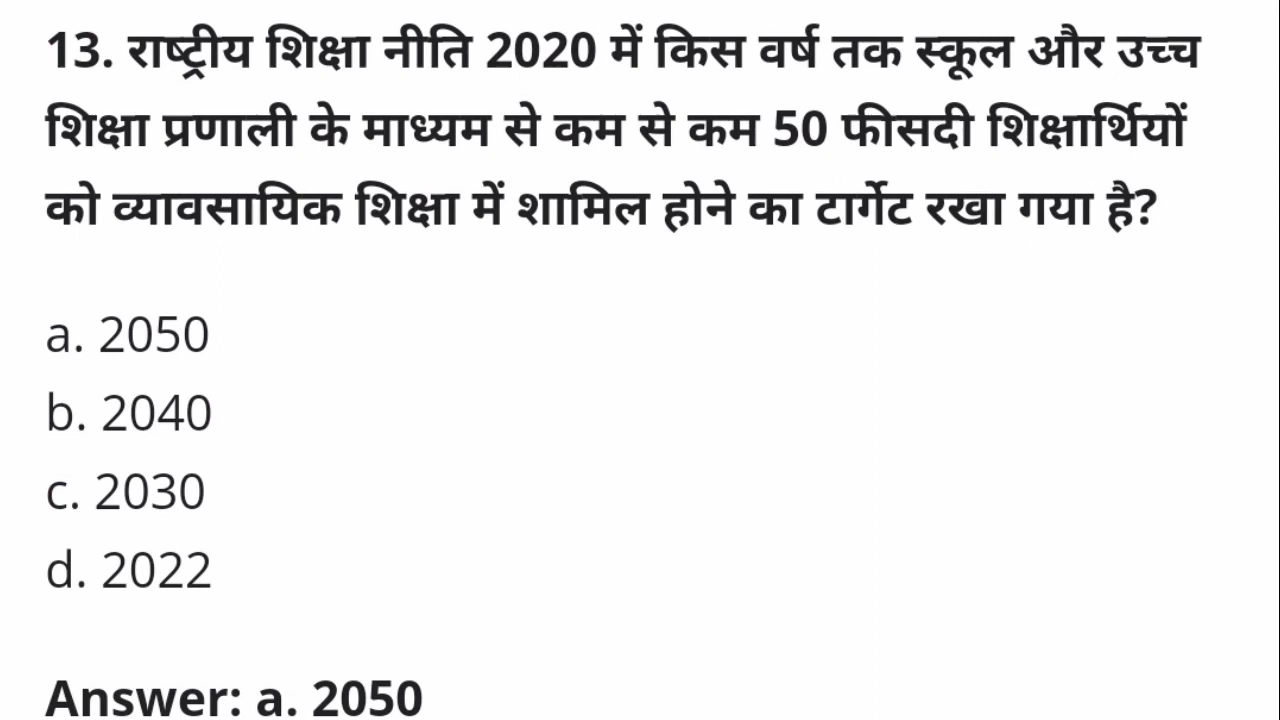 13. राष्ट्रीय शिक्षा नीति 2020 में किस वर्ष तक स्कूल और उच्च
शिक्षा प्रणाली के माध्यम से कम से कम 50 फीसदी शिक्षार्थियों
को व्यावसायिक शिक्षा में शामिल होने का टार्गेट रखा गया है?
a. 2050
b. 2040
c. 2030
d. 2022
Answer: a. 2050